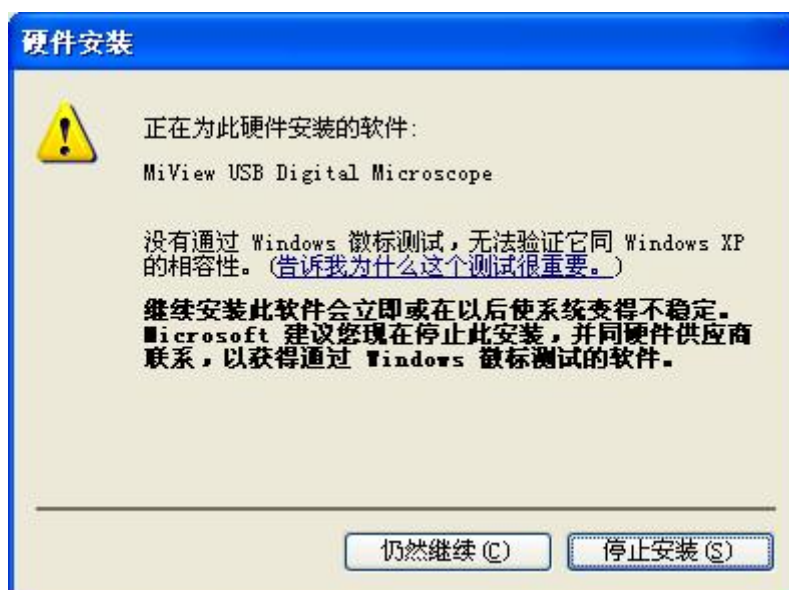 硬件安装
正在为此硬件安装的软件:
MiView USB Digital Microscope
没有通过 Windows 徽标测试,无法验证它同 Windows XP
的相容性。(告诉我为什么这个测试很重要。)
继续安装此软件会立即或在以后使系统变得不稳定。
Microsoft 建议您现在停止此安装,并同硬件供应商
联系,以获得通过 Windows 徽标测试的软件。
仍然继续(C)
停止安装(S)